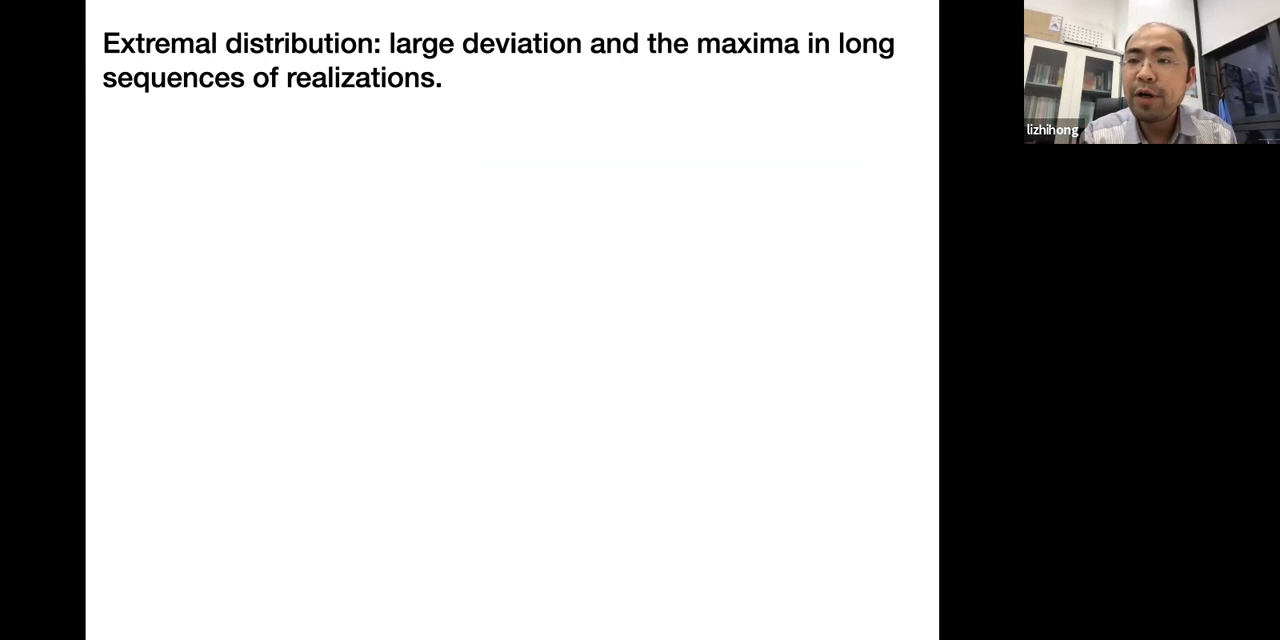 Extremal distribution: large deviation and the maxima in long
sequences of realizations.
lizhihong